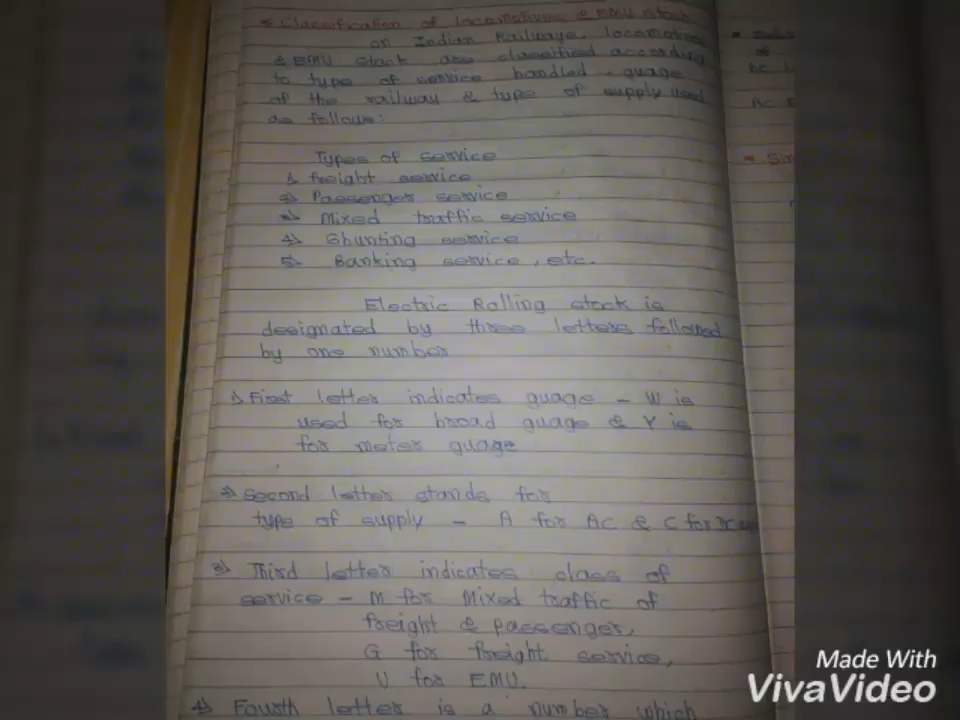 * Classification of locomotives & EMU stock
on Indian Railways, locomotives
& EMU stock are classified according
to type of service handled, guage
of the railway & type of supply used
as follows:
Types of service
1) freight service
2) Passenger service
3) Mixed traffic service
4) Shunting service
5) Banking service, etc.
Electric Rolling stock is
designated by three letters followed
by one number
1) First letter indicates guage - W is
used for broad guage & Y is
for meter guage
2) Second letter stands for
type of supply - A for AC & C for DC
3) Third letter indicates class of
service - M for Mixed traffic of
freight & passenger,
G for freight service,
U for EMU.
4) Fourth letter is a number which
Made With
VivaVideo